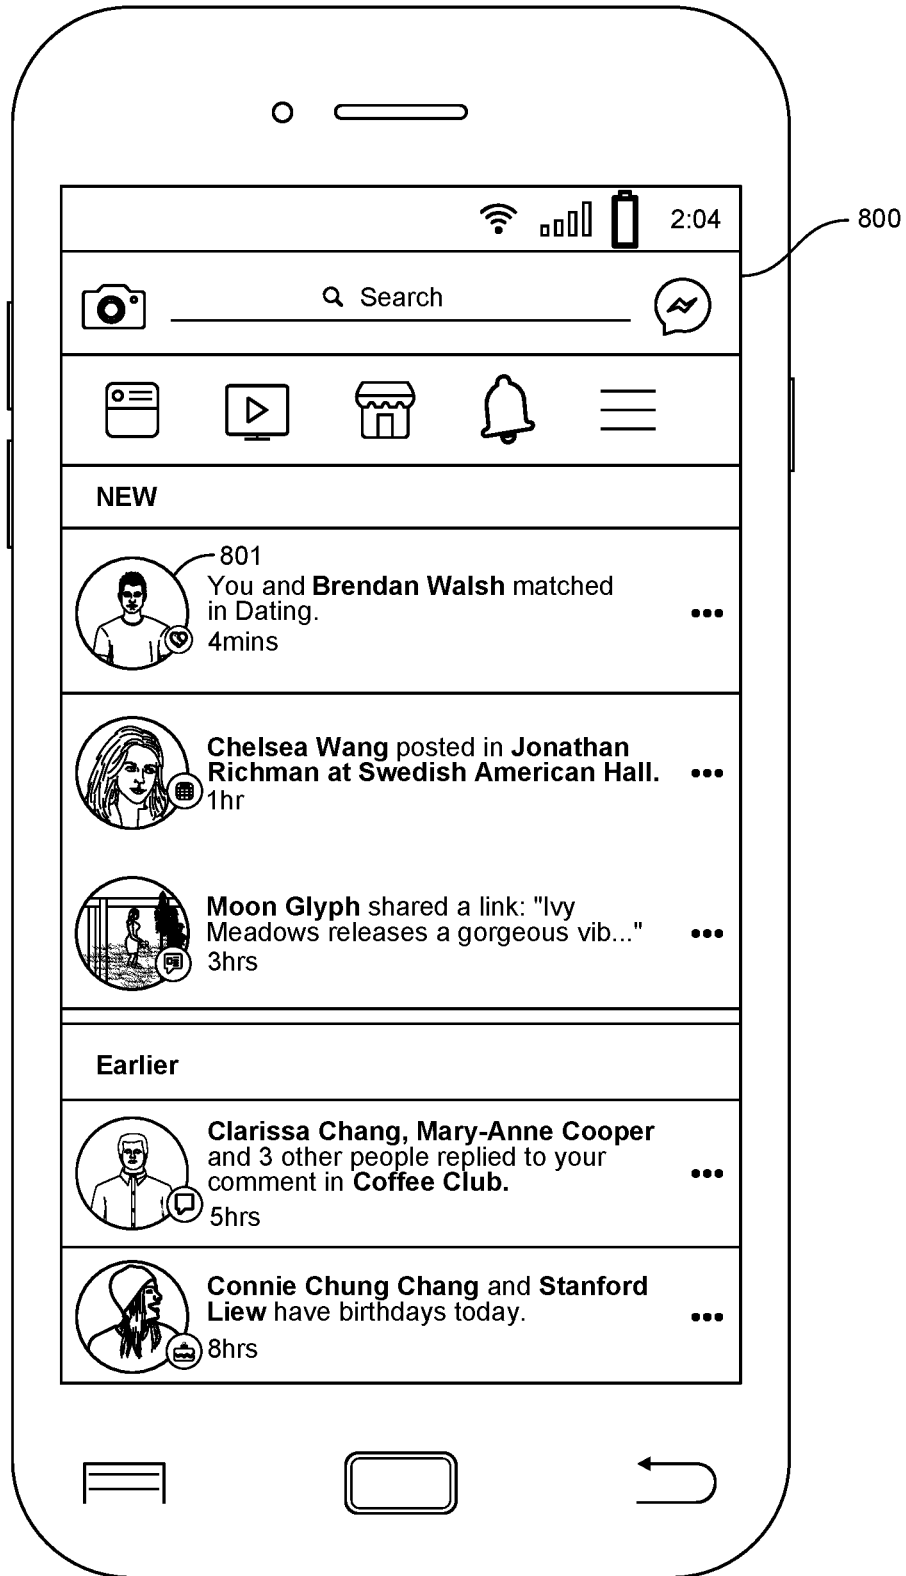 2:04
800
Search
NEW
801
You and Brendan Walsh matched
in Dating.
4mins
Chelsea Wang posted in Jonathan
Richman at Swedish American Hall.
1hr
Moon Glyph shared a link: "Ivy
Meadows releases a gorgeous vib..."
3hrs
Earlier
Clarissa Chang, Mary-Anne Cooper
and 3 other people replied to your
comment in Coffee Club.
5hrs
Connie Chung Chang and Stanford
Liew have birthdays today.
8hrs